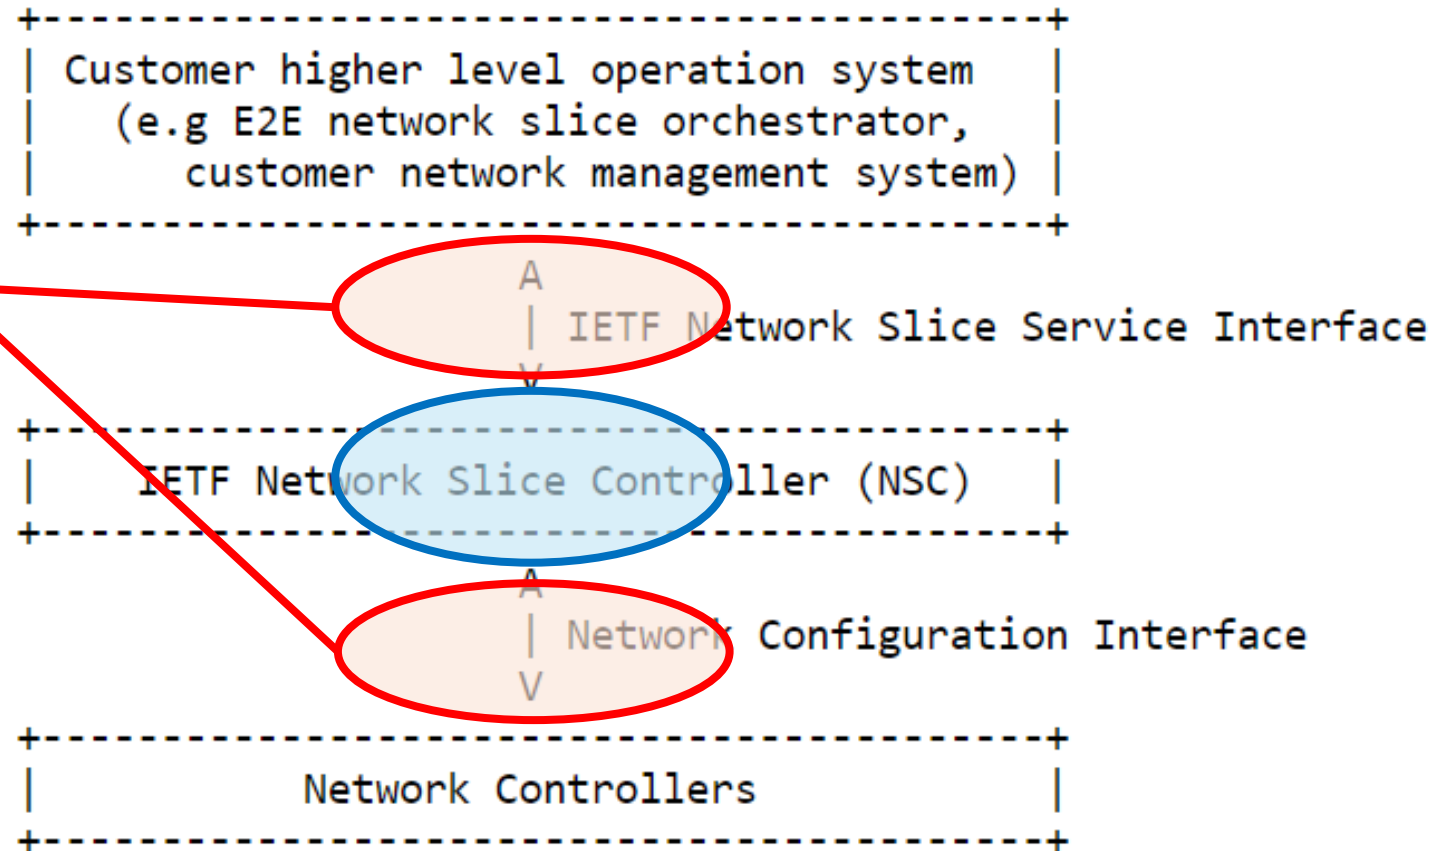 +-------------------------------------------+
| Customer higher level operation system   |
|   (e.g E2E network slice orchestrator,   |
|      customer network management system) |
+-------------------------------------------+
A
| IETF Network Slice Service Interface
V
+-------------------------------------------+
|    IETF Network Slice Controller (NSC)   |
+-------------------------------------------+
A
| Network Configuration Interface
V
+-------------------------------------------+
|           Network Controllers            |
+-------------------------------------------+